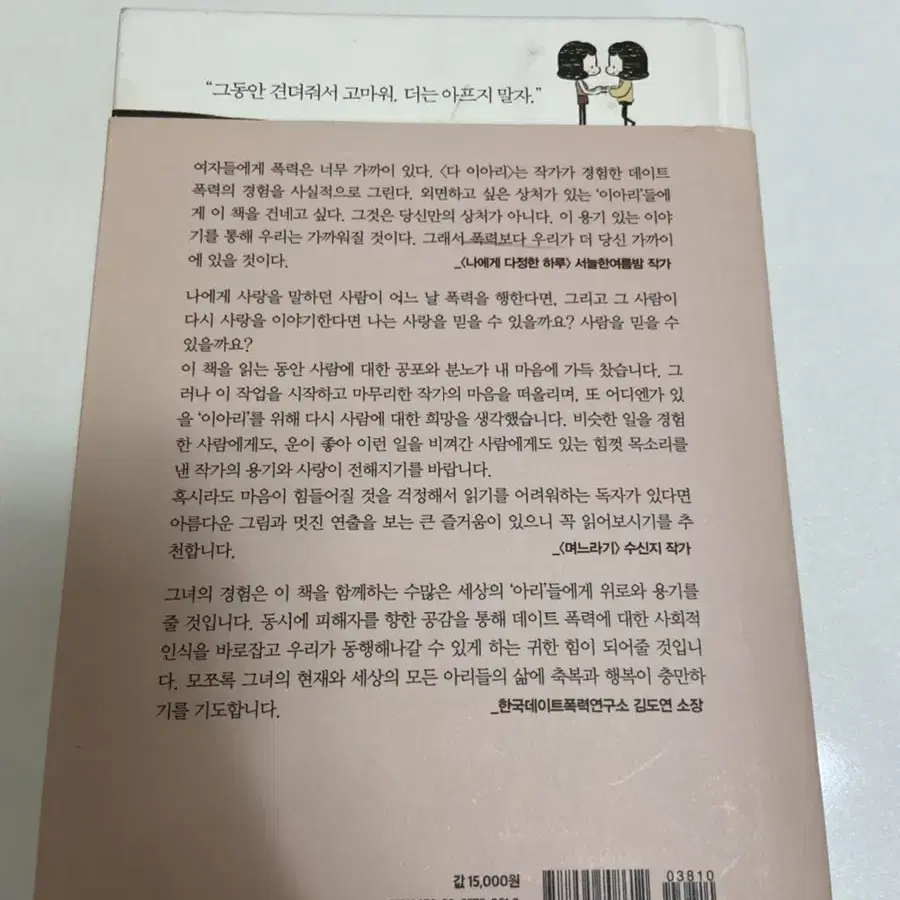 “그동안 견뎌줘서 고마워. 더는 아프지 말자.”
여자들에게 폭력은 너무 가까이 있다. 〈다 이아리〉는 작가가 경험한 데이트
폭력의 경험을 사실적으로 그린다. 외면하고 싶은 상처가 있는 ‘이아리’들에
게 이 책을 건네고 싶다. 그것은 당신만의 상처가 아니다. 이 용기 있는 이야
기를 통해 우리는 가까워질 것이다. 그래서 폭력보다 우리가 더 당신 가까이
에 있을 것이다.
_〈나에게 다정한 하루〉 서늘한여름밤 작가
나에게 사랑을 말하던 사람이 어느 날 폭력을 행한다면, 그리고 그 사람이
다시 사랑을 이야기한다면 나는 사랑을 믿을 수 있을까요? 사람을 믿을 수
있을까요?
이 책을 읽는 동안 사람에 대한 공포와 분노가 내 마음에 가득 찼습니다. 그
러나 이 작업을 시작하고 마무리한 작가의 마음을 떠올리며, 또 어디엔가 있
을 ‘이아리’를 위해 다시 사람에 대한 희망을 생각했습니다. 비슷한 일을 경험
한 사람에게도, 운이 좋아 이런 일을 비껴간 사람에게도 있는 힘껏 목소리를
낸 작가의 용기와 사랑이 전해지기를 바랍니다.
혹시라도 마음이 힘들어질 것을 걱정해서 읽기를 어려워하는 독자가 있다면
아름다운 그림과 멋진 연출을 보는 큰 즐거움이 있으니 꼭 읽어보시기를 추
천합니다.
_〈며느라기〉 수신지 작가
그녀의 경험은 이 책을 함께하는 수많은 세상의 ‘아리’들에게 위로와 용기를
줄 것입니다. 동시에 피해자를 향한 공감을 통해 데이트 폭력에 대한 사회적
인식을 바로잡고 우리가 동행해나갈 수 있게 하는 귀한 힘이 되어줄 것입니
다. 모쪼록 그녀의 현재와 세상의 모든 아리들의 삶에 축복과 행복이 충만하
기를 기도합니다.
_한국데이트폭력연구소 김도연 소장
값 15,000원
03810